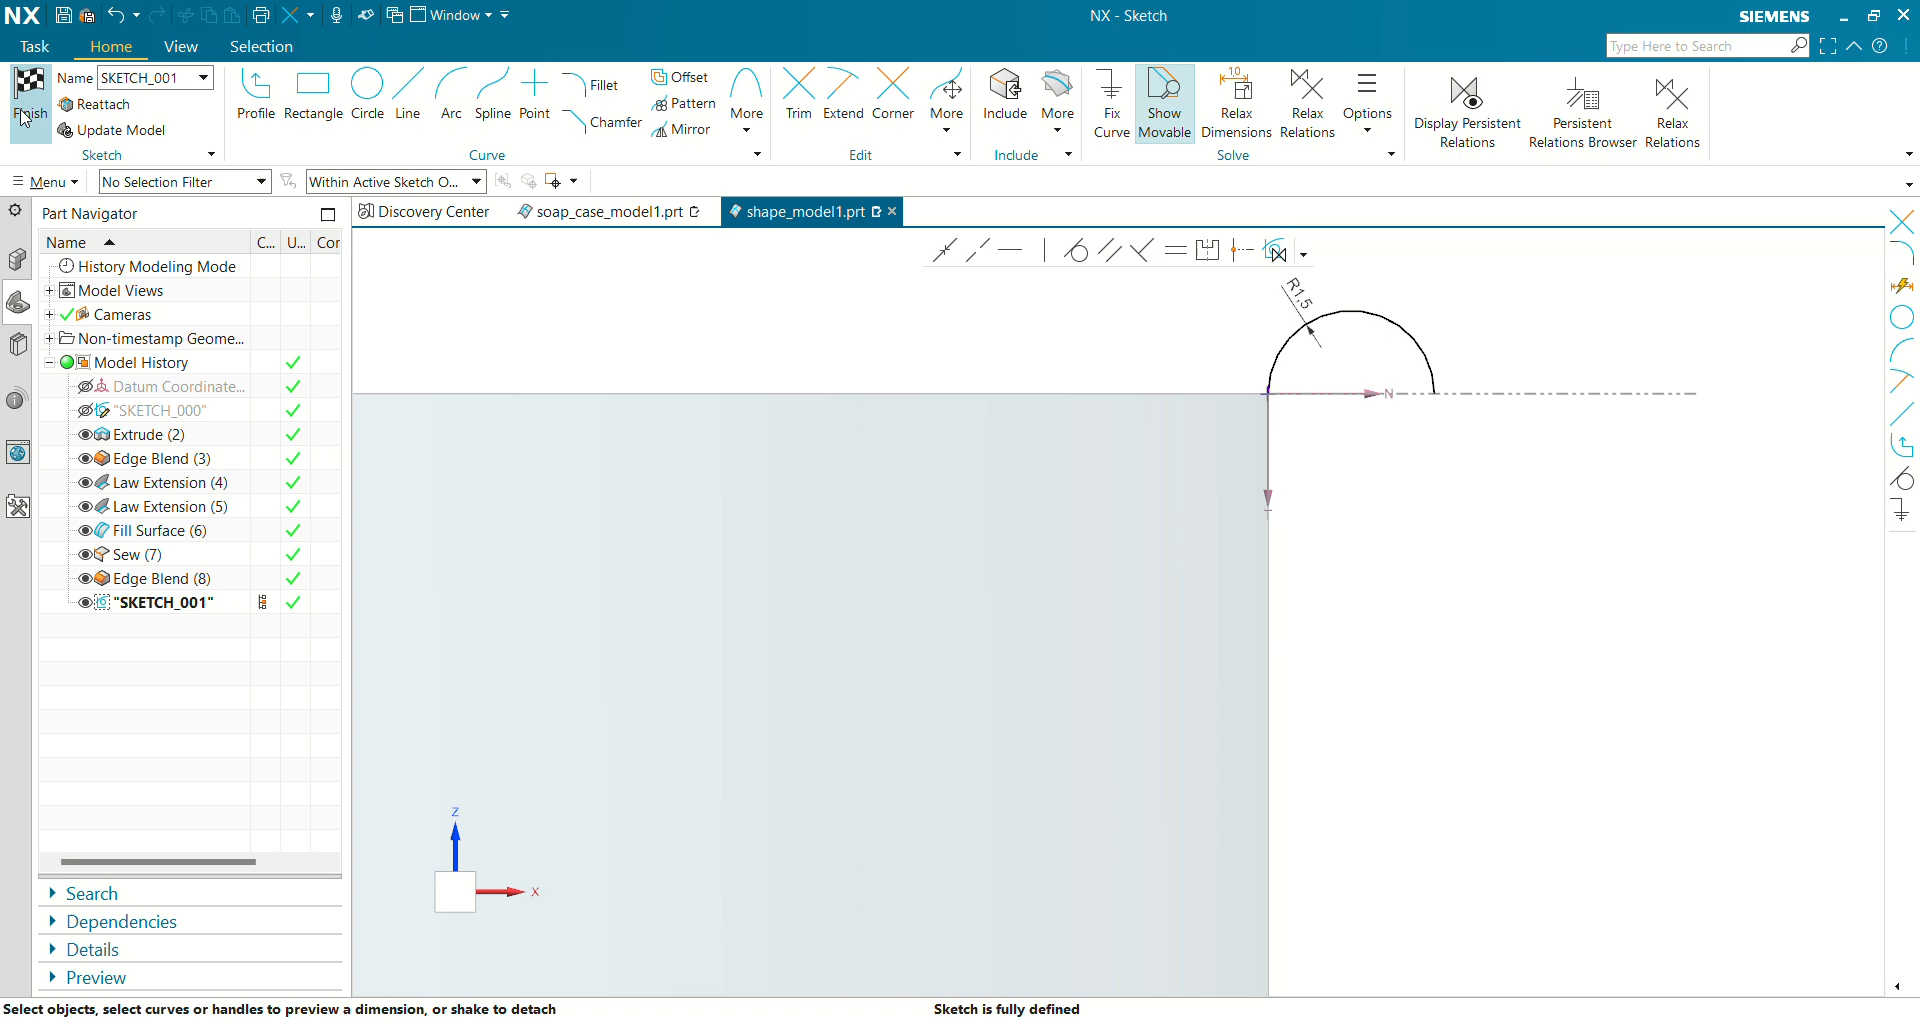 NX Window NX - Sketch SIEMENS
Task Home View Selection Type Here to Search
Finish Name SKETCH_001
Reattach
Update Model
Sketch
Profile Rectangle Circle Line Arc Spline Point
Fillet
Chamfer
Offset
Pattern
Mirror
More
Curve
Trim Extend Corner More
Edit
Include More
Include
Fix Curve
Show Movable
Relax Dimensions
Relax Relations
Options
Solve
Display Persistent Relations
Persistent Relations Browser
Relax Relations
Menu No Selection Filter Within Active Sketch O...
Part Navigator
Discovery Center soap_case_model1.prt shape_model1.prt
Name C... U... Cor
History Modeling Mode
Model Views
Cameras
Non-timestamp Geome...
Model History
Datum Coordinate...
"SKETCH_000"
Extrude (2)
Edge Blend (3)
Law Extension (4)
Law Extension (5)
Fill Surface (6)
Sew (7)
Edge Blend (8)
"SKETCH_001"
Search
Dependencies
Details
Preview
R1,5
N
Z
X
Select objects, select curves or handles to preview a dimension, or shake to detach Sketch is fully defined